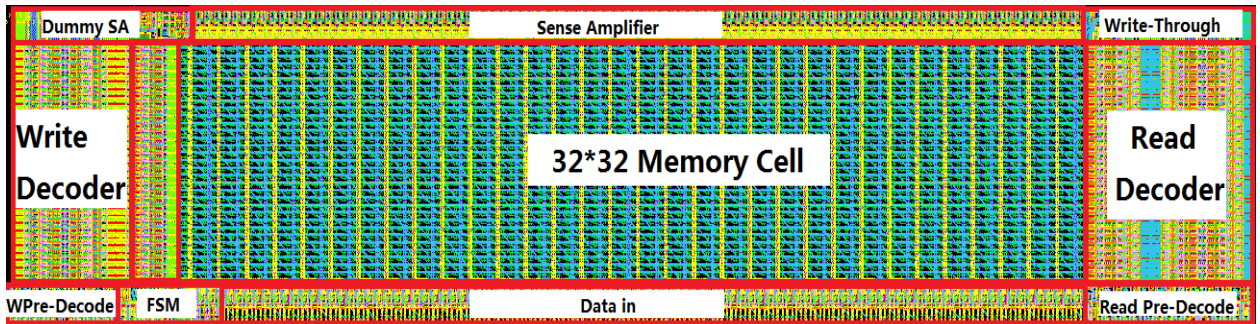 Dummy SA
Sense Amplifier
Write-Through
Write
Decoder
32*32 Memory Cell
Read
Decoder
WPre-Decode
FSM
Data in
Read Pre-Decode